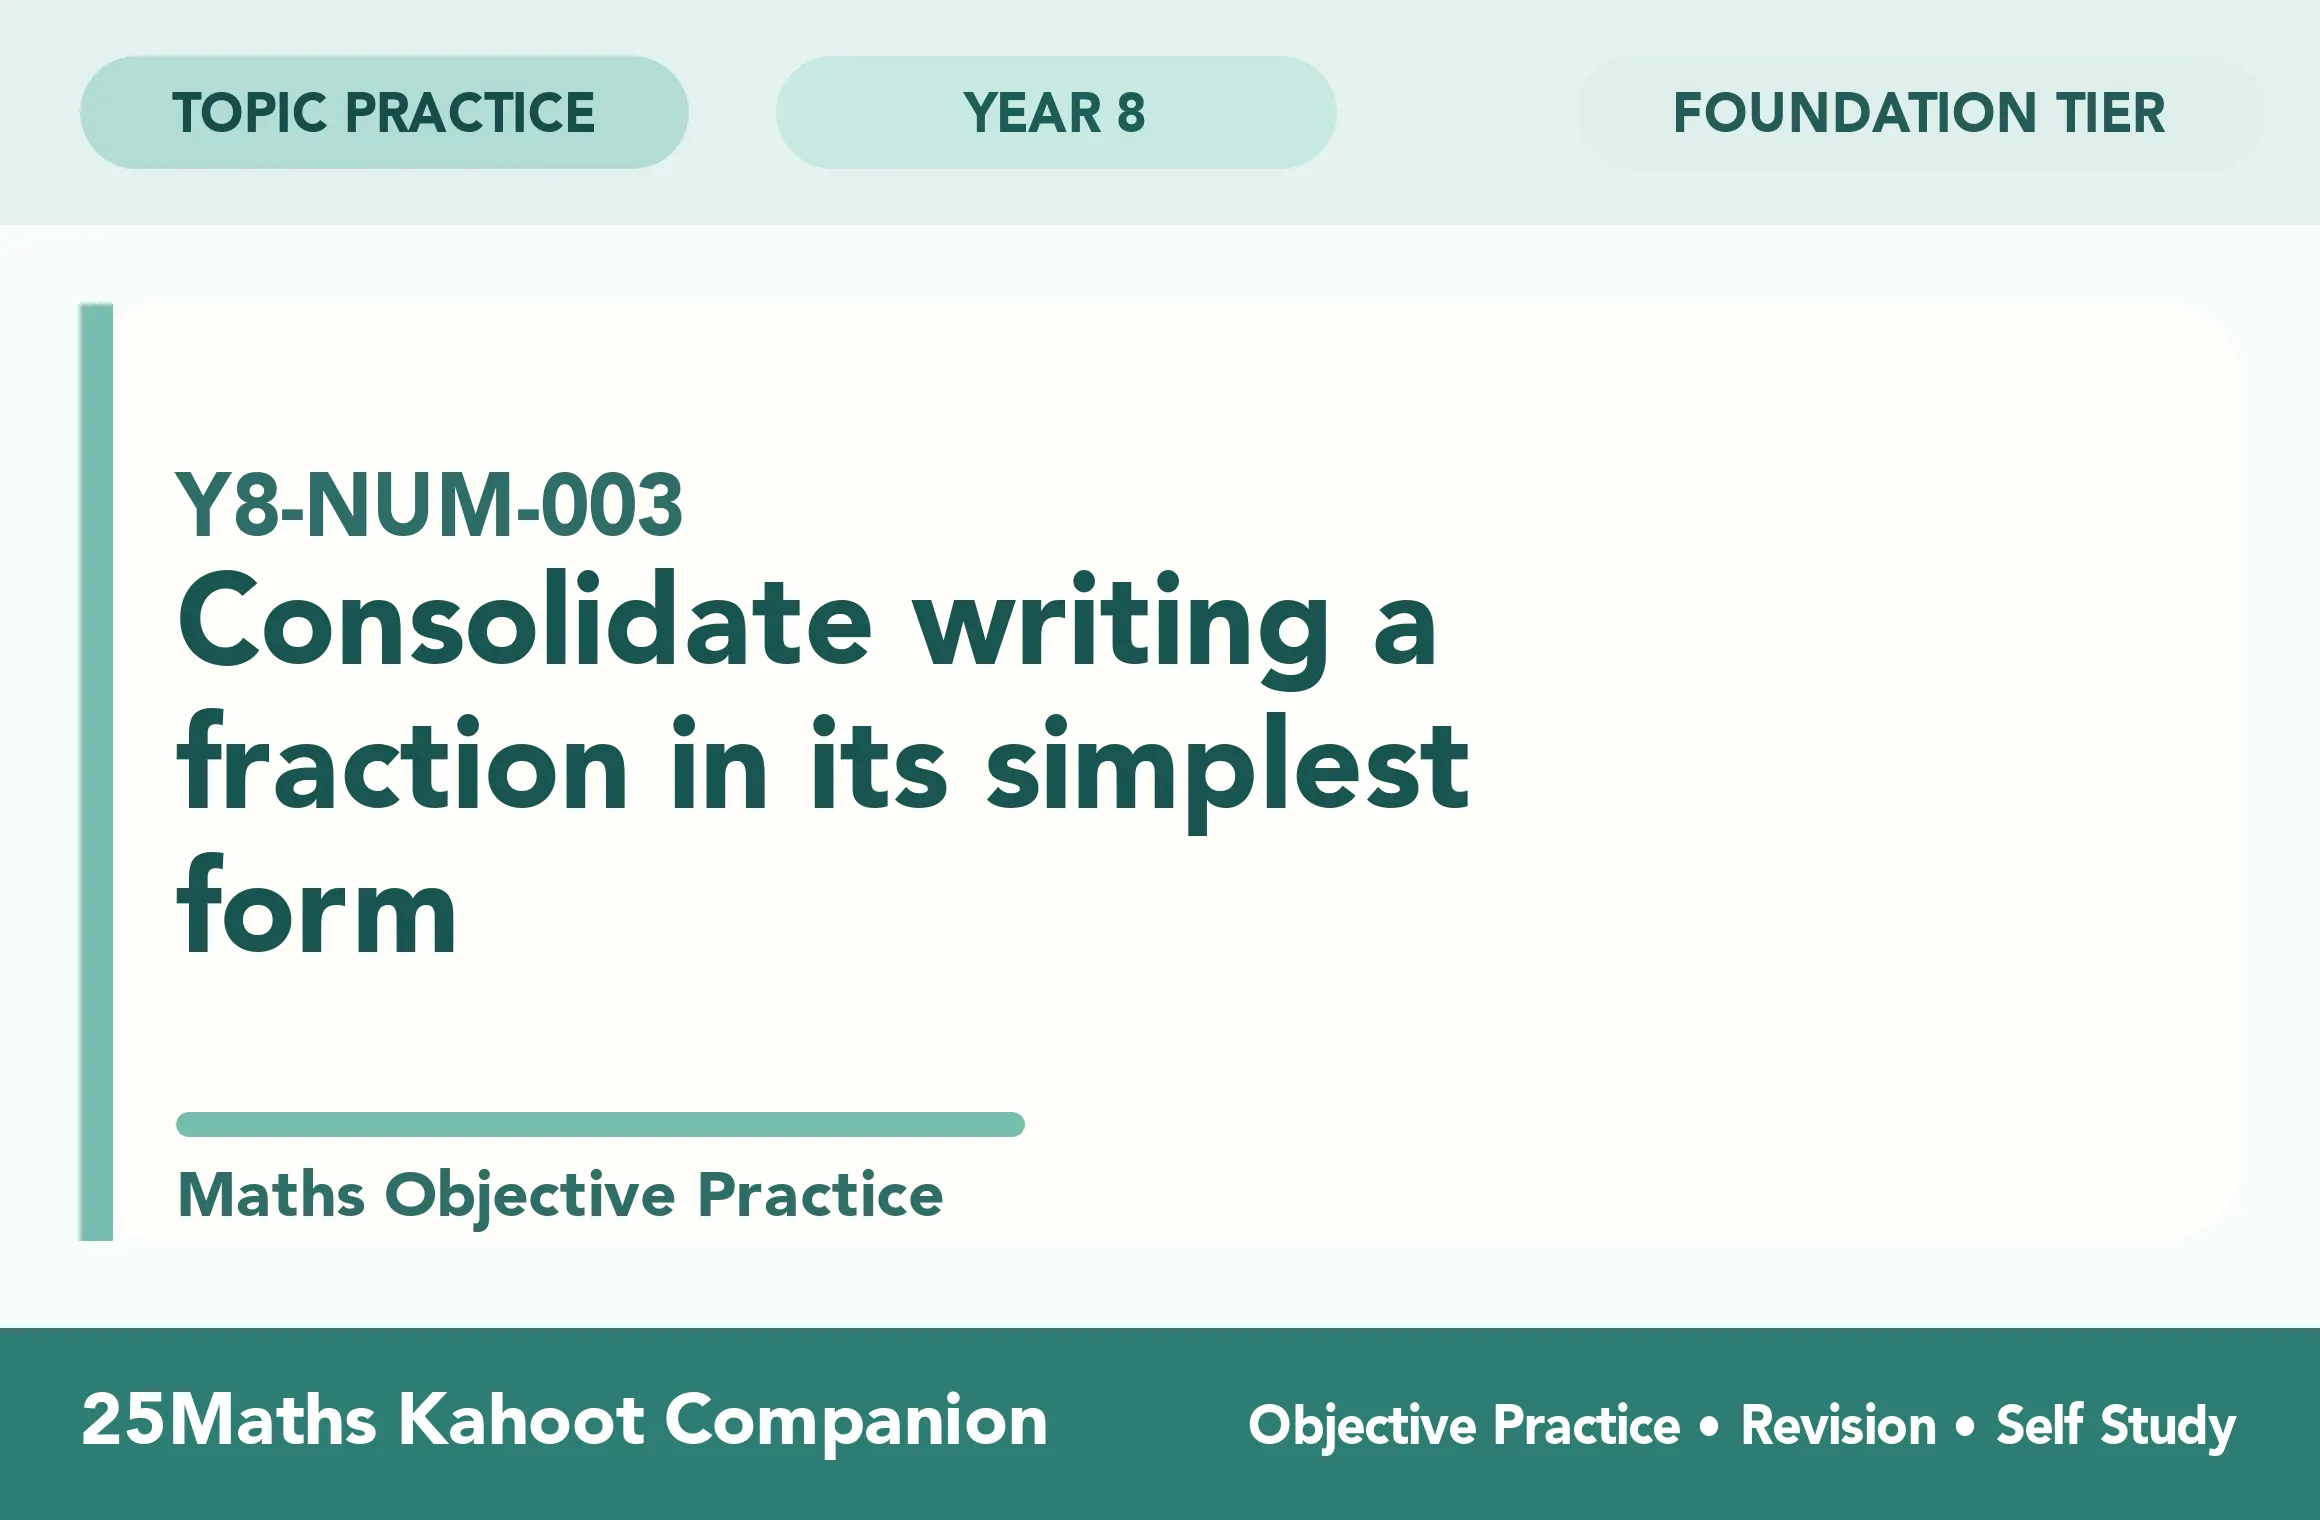 TOPIC PRACTICE
YEAR 8
FOUNDATION TIER
Y8-NUM-003
Consolidate writing a
fraction in its simplest
form
Maths Objective Practice
25Maths Kahoot Companion
Objective Practice • Revision • Self Study